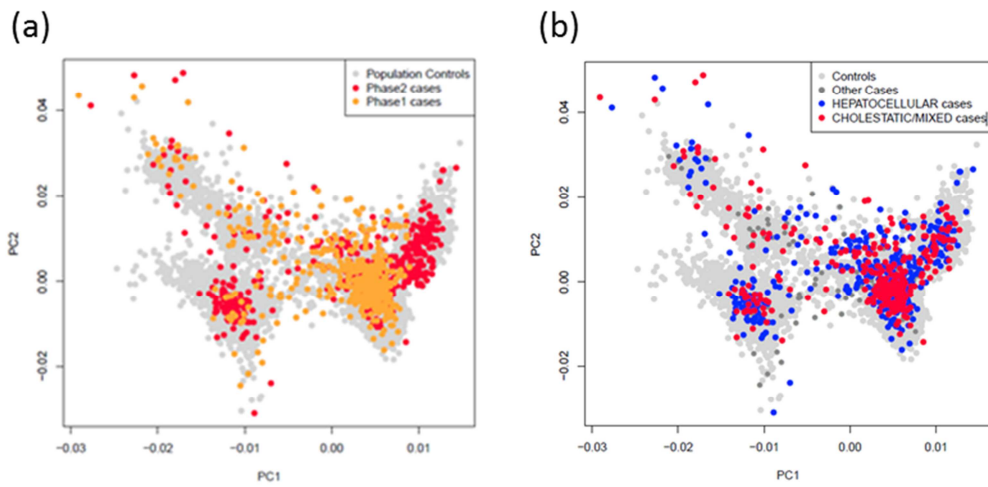 (a)
(b)
Population Controls
Phase2 cases
Phase1 cases
Controls
Other Cases
HEPATOCELLULAR cases
CHOLESTATIC/MIXED cases
PC2
0.04
0.02
0.00
−0.02
−0.03
−0.02
−0.01
0.00
0.01
PC1
PC2
0.04
0.02
0.00
−0.02
−0.03
−0.02
−0.01
0.00
0.01
PC1